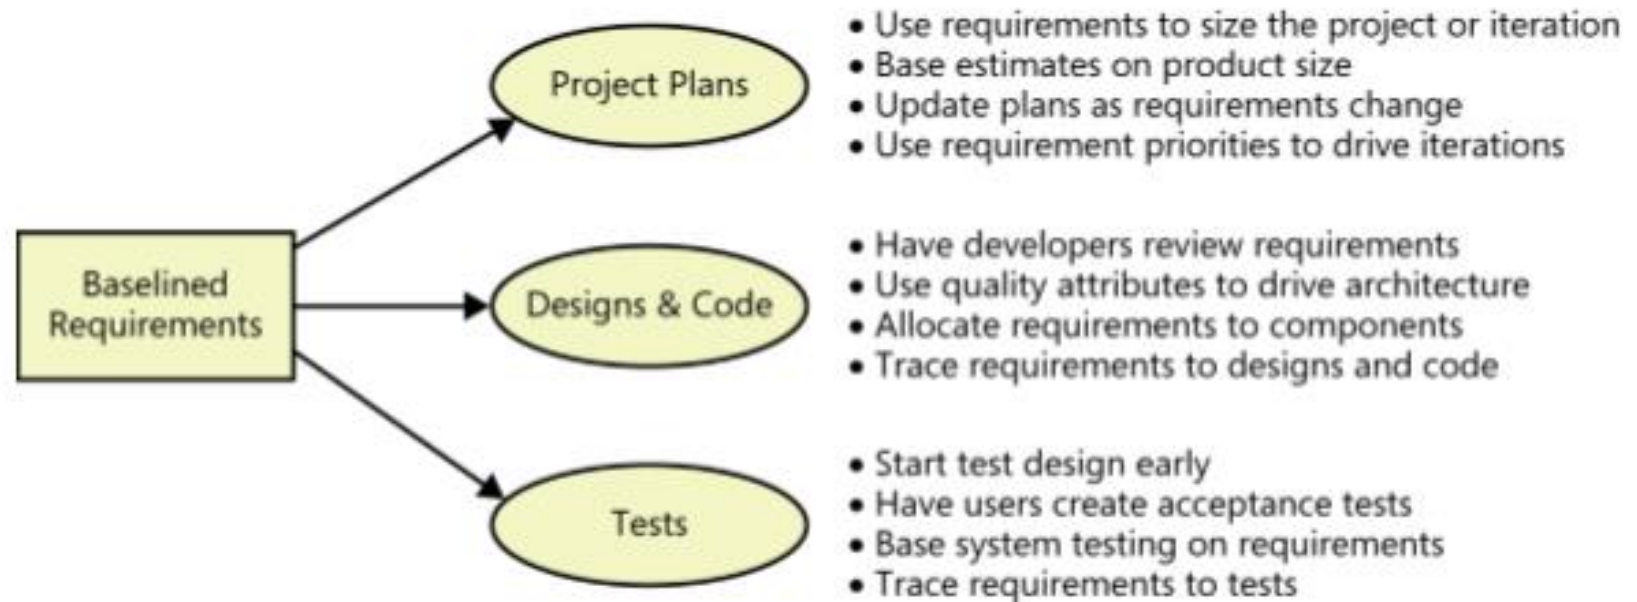 Baselined
Requirements
Project Plans
• Use requirements to size the project or iteration
• Base estimates on product size
• Update plans as requirements change
• Use requirement priorities to drive iterations
Designs & Code
• Have developers review requirements
• Use quality attributes to drive architecture
• Allocate requirements to components
• Trace requirements to designs and code
Tests
• Start test design early
• Have users create acceptance tests
• Base system testing on requirements
• Trace requirements to tests